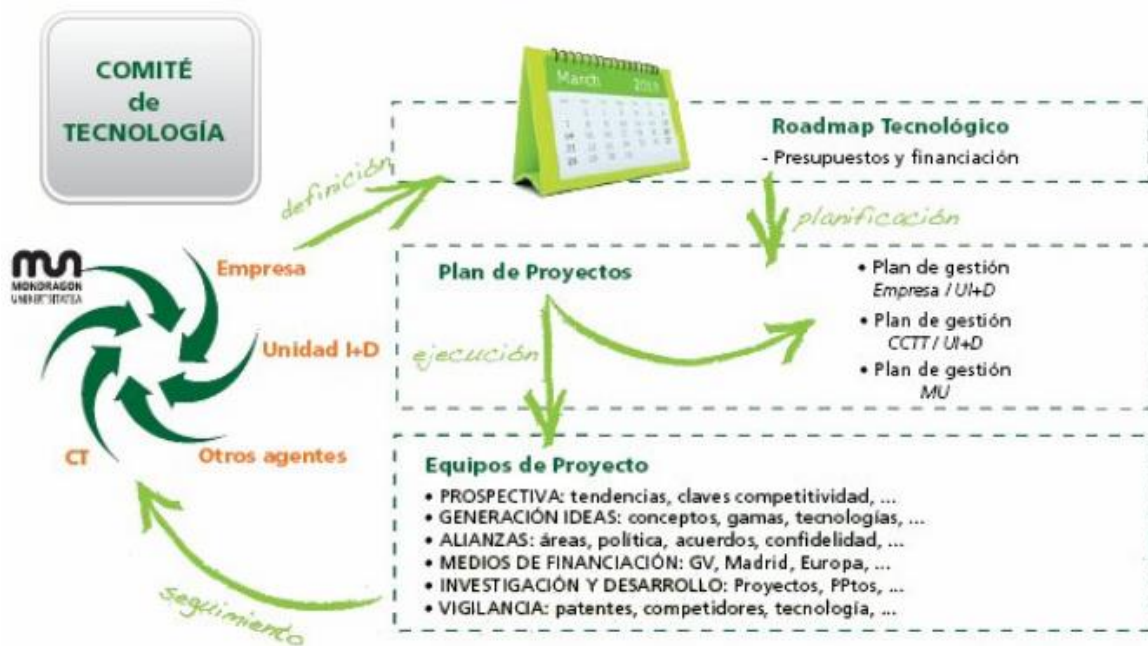 COMITÉ
de
TECNOLOGÍA
March 2013
Roadmap Tecnológico
- Presupuestos y financiación
definición
planificación
MONDRAGON
UNIBERTSITATEA
Empresa
Unidad I+D
Otros agentes
CT
Plan de Proyectos
• Plan de gestión
Empresa / UI+D
• Plan de gestión
CCTT / UI+D
• Plan de gestión
MU
ejecución
Equipos de Proyecto
• PROSPECTIVA: tendencias, claves competitividad, ...
• GENERACIÓN IDEAS: conceptos, gamas, tecnologías, ...
• ALIANZAS: áreas, política, acuerdos, confidelidad, ...
• MEDIOS DE FINANCIACIÓN: GV, Madrid, Europa, ...
• INVESTIGACIÓN Y DESARROLLO: Proyectos, PPtos, ...
• VIGILANCIA: patentes, competidores, tecnología, ...
seguimiento